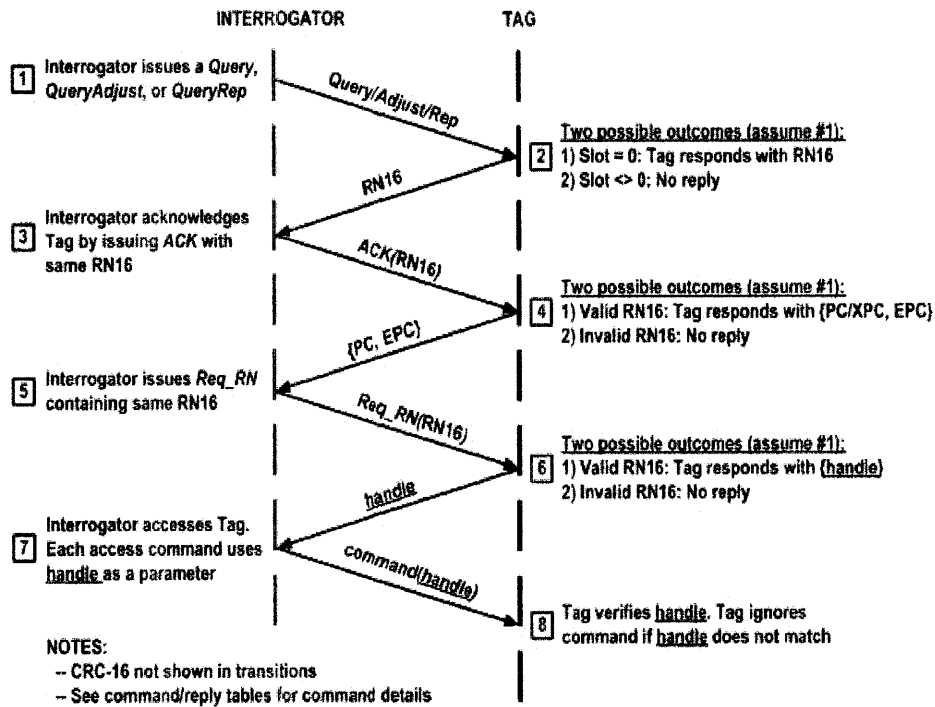 INTERROGATOR
TAG
1
Interrogator issues a Query,
QueryAdjust, or QueryRep
Query/Adjust/Rep
Two possible outcomes (assume #1):
2
1) Slot = 0: Tag responds with RN16
2) Slot <> 0: No reply
RN16
Interrogator acknowledges
3
Tag by issuing ACK with
same RN16
ACK(RN16)
Two possible outcomes (assume #1):
4
1) Valid RN16: Tag responds with {PC/XPC, EPC}
2) Invalid RN16: No reply
{PC, EPC}
5
Interrogator issues Req_RN
containing same RN16
Req_RN(RN16)
Two possible outcomes (assume #1):
6
1) Valid RN16: Tag responds with {handle}
2) Invalid RN16: No reply
handle
Interrogator accesses Tag.
7
Each access command uses
handle as a parameter
command(handle)
8
Tag verifies handle. Tag ignores
command if handle does not match
NOTES:
-- CRC-16 not shown in transitions
-- See command/reply tables for command details